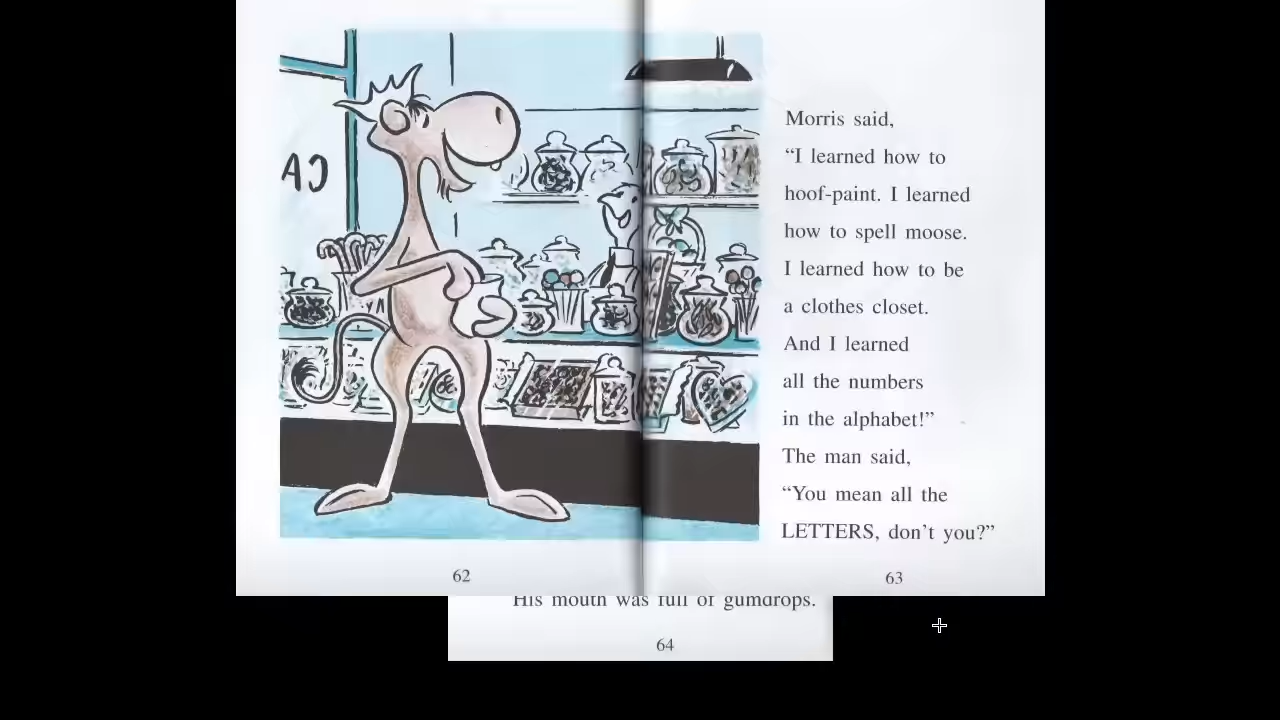 CA
Morris said,
“I learned how to
hoof-paint. I learned
how to spell moose.
I learned how to be
a clothes closet.
And I learned
all the numbers
in the alphabet!”
The man said,
“You mean all the
LETTERS, don’t you?”
62
63
His mouth was full of gumdrops.
64